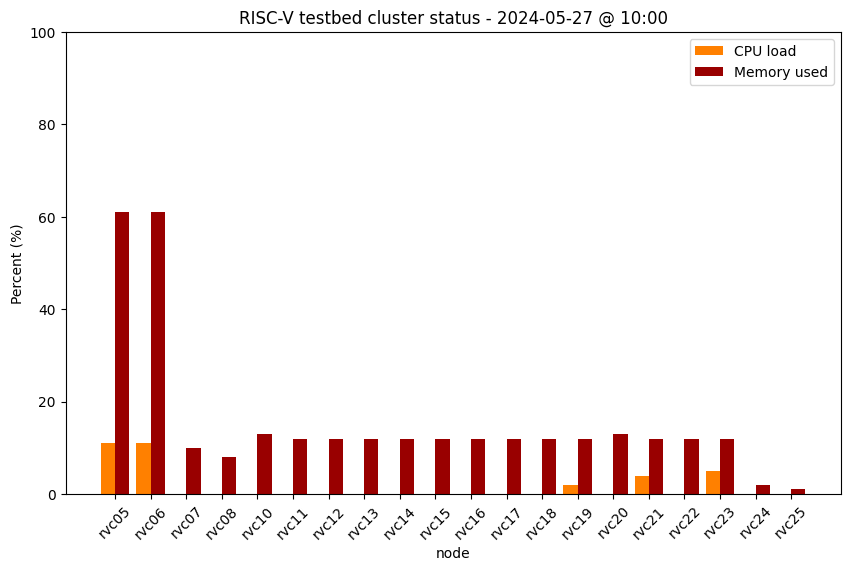 RISC-V testbed cluster status - 2024-05-27 @ 10:00
CPU load
Memory used
Percent (%)
100
80
60
40
20
0
rvc05
rvc06
rvc07
rvc08
rvc10
rvc11
rvc12
rvc13
rvc14
rvc15
rvc16
rvc17
rvc18
rvc19
rvc20
rvc21
rvc22
rvc23
rvc24
rvc25
node